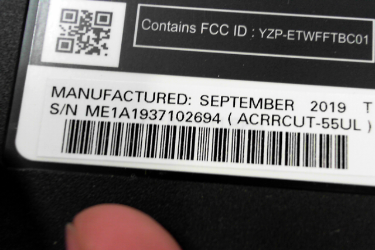 Contains FCC ID : YZP-ETWFFTBC01
MANUFACTURED: SEPTEMBER 2019 T
S/N ME1A1937102694 ( ACRRCUT-55UL )